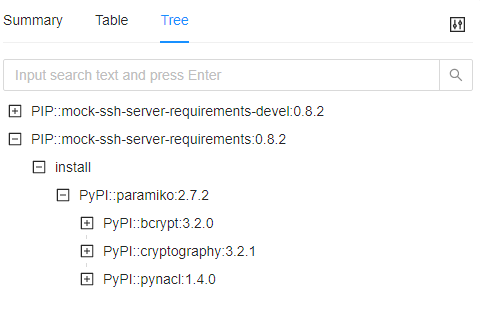 Summary Table Tree
Input search text and press Enter
PIP::mock-ssh-server-requirements-devel:0.8.2
PIP::mock-ssh-server-requirements:0.8.2
install
PyPI::paramiko:2.7.2
PyPI::bcrypt:3.2.0
PyPI::cryptography:3.2.1
PyPI::pynacl:1.4.0